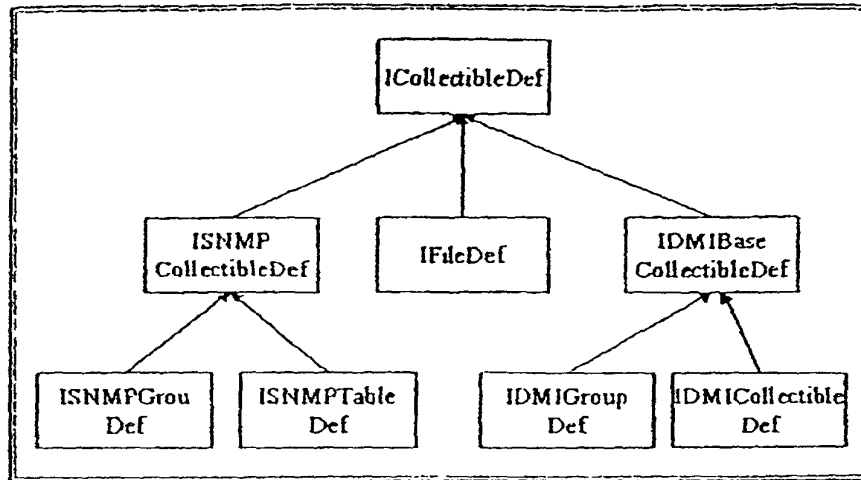 ICollectibleDef
ISNMP
CollectibleDef
IFileDef
IDMIBase
CollectibleDef
ISNMPGrou
Def
ISNMPTable
Def
IDMIGroup
Def
IDMICollectible
Def